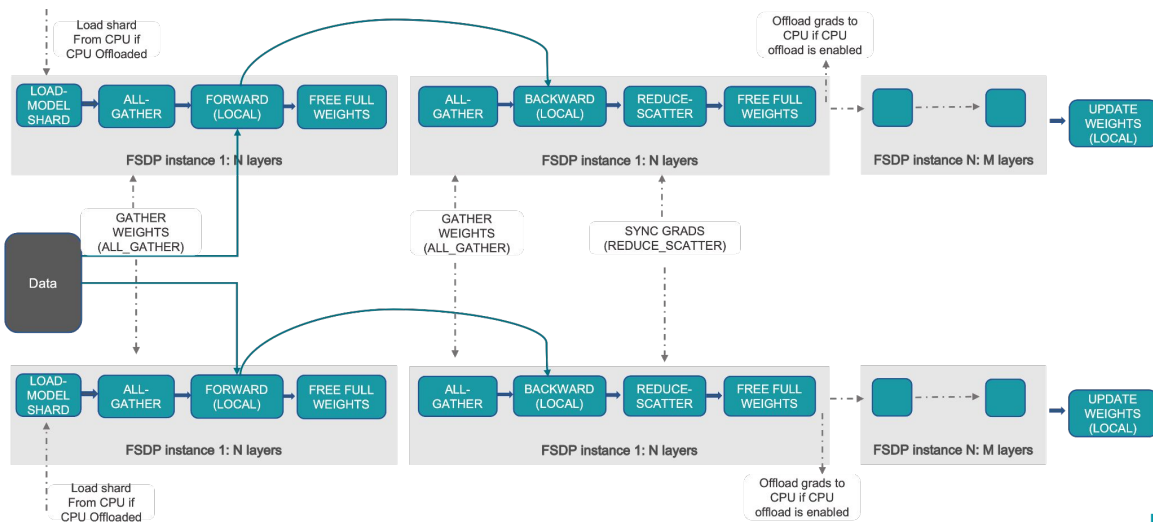 Load shard
From CPU if
CPU Offloaded
Offload grads to
CPU if CPU
offload is enabled
LOAD-
MODEL
SHARD
ALL-
GATHER
FORWARD
(LOCAL)
FREE FULL
WEIGHTS
FSDP instance 1: N layers
ALL-
GATHER
BACKWARD
(LOCAL)
REDUCE-
SCATTER
FREE FULL
WEIGHTS
FSDP instance 1: N layers
FSDP instance N: M layers
UPDATE
WEIGHTS
(LOCAL)
GATHER
WEIGHTS
(ALL_GATHER)
GATHER
WEIGHTS
(ALL_GATHER)
SYNC GRADS
(REDUCE_SCATTER)
Data
LOAD-
MODEL
SHARD
ALL-
GATHER
FORWARD
(LOCAL)
FREE FULL
WEIGHTS
FSDP instance 1: N layers
ALL-
GATHER
BACKWARD
(LOCAL)
REDUCE-
SCATTER
FREE FULL
WEIGHTS
FSDP instance 1: N layers
FSDP instance N: M layers
UPDATE
WEIGHTS
(LOCAL)
Load shard
From CPU if
CPU Offloaded
Offload grads to
CPU if CPU
offload is enabled